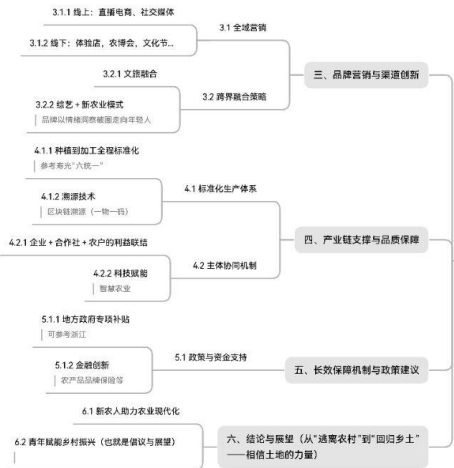 3.1.1 线上：直播电商、社交媒体
3.1 全域营销
3.1.2 线下：体验店，农博会，文化节...
三、品牌营销与渠道创新
3.2.1 文旅融合
3.2 跨界融合策略
3.2.2 综艺+新农业模式
品牌以情绪洞察破圈走向年轻人
4.1.1 种植到加工全程标准化
参考寿光“六统一”
4.1 标准化生产体系
4.1.2 溯源技术
区块链溯源（一物一码）
四、产业链支撑与品质保障
4.2.1 企业+合作社+农户的利益联结
4.2 主体协同机制
4.2.2 科技赋能
智慧农业
5.1.1 地方政府专项补贴
可参考浙江
5.1 政策与资金支持
5.1.2 金融创新
农产品品牌保险等
五、长效保障机制与政策建议
6.1 新农人助力农业现代化
6.2 青年赋能乡村振兴（也就是倡议与展望）
六、结论与展望（从“逃离农村”到“回归乡土”
——相信土地的力量）